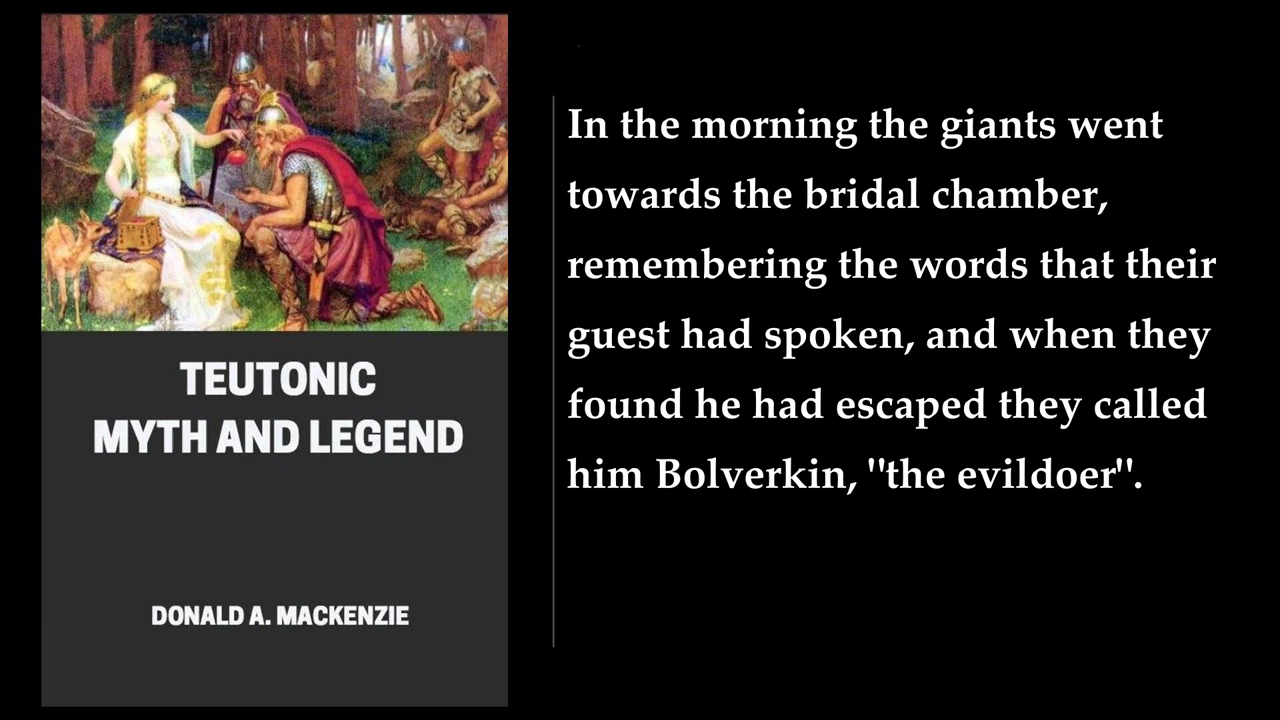 TEUTONIC
MYTH AND LEGEND
DONALD A. MACKENZIE
In the morning the giants went
towards the bridal chamber,
remembering the words that their
guest had spoken, and when they
found he had escaped they called
him Bolverkin, "the evildoer".